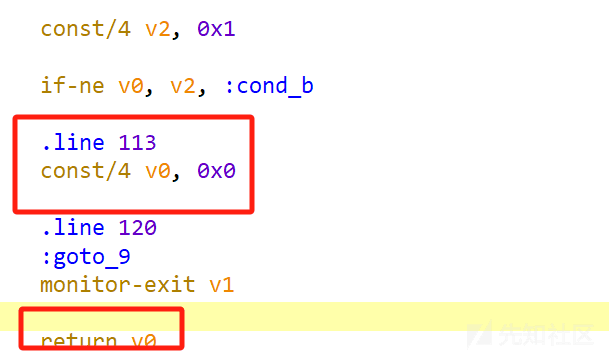 const/4 v2, 0x1
if-ne v0, v2, :cond_b
.line 113
const/4 v0, 0x0
.line 120
:goto_9
monitor-exit v1
return v0
先知社区